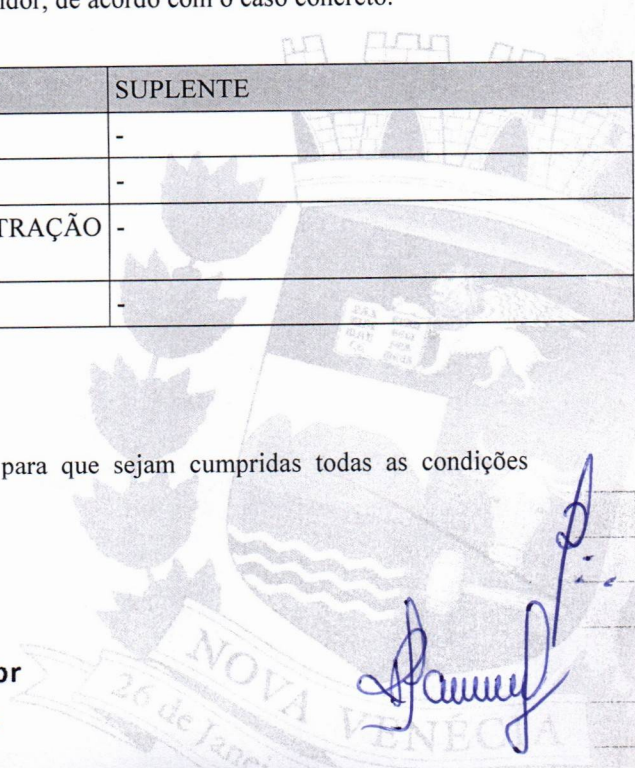 idor, de acordo com o caso concreto.
SUPLENTE
-
-
TRAÇÃO -
-
para que sejam cumpridas todas as condições
or
NOVA VENÉCIA
26 de Janei